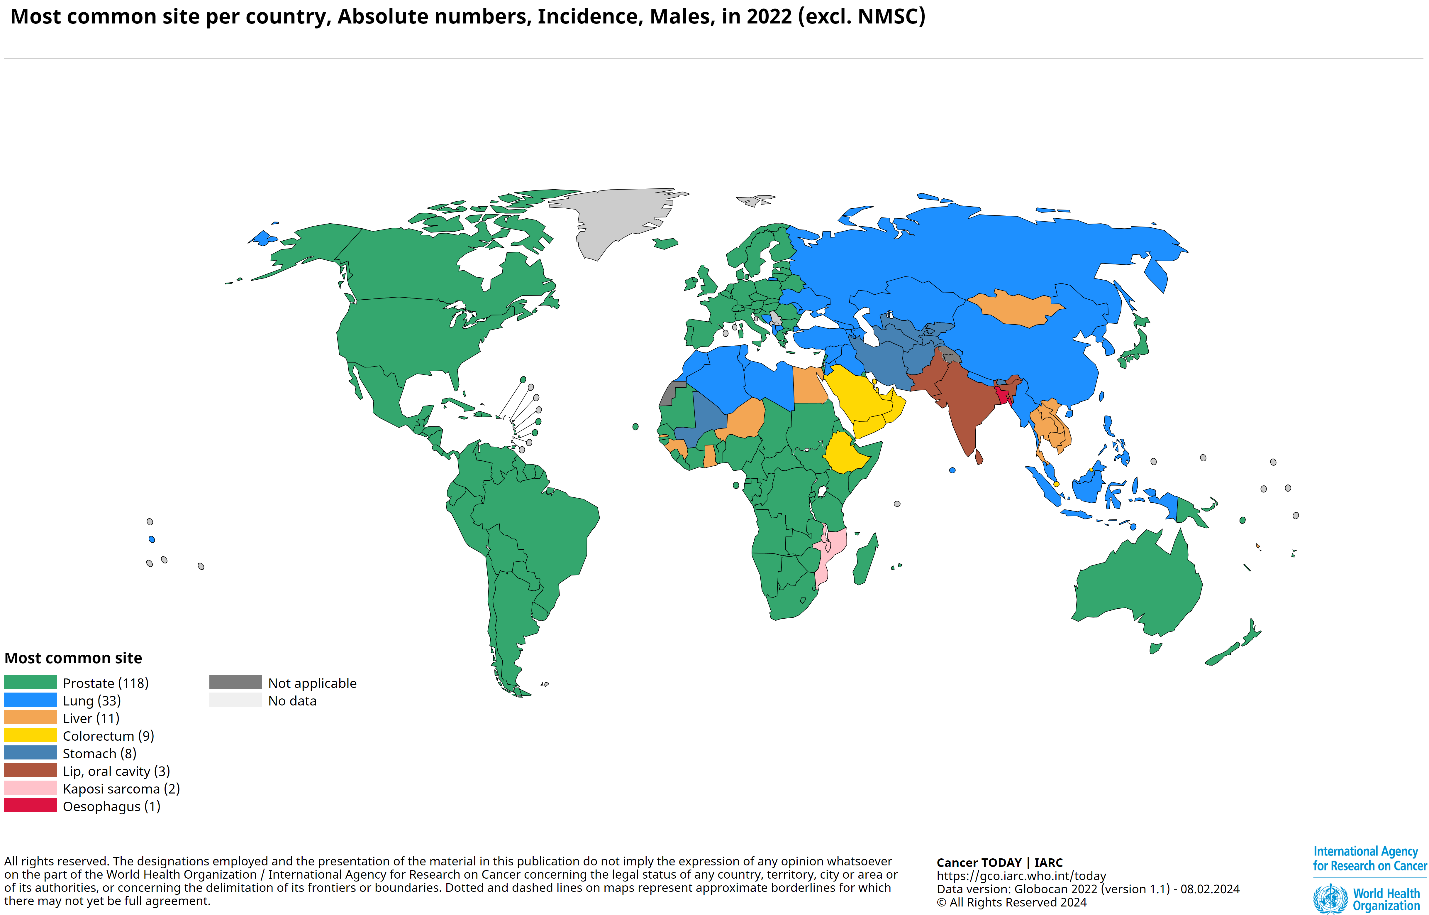 Most common site per country, Absolute numbers, Incidence, Males, in 2022 (excl. NMSC)
Most common site
Prostate (118)
Lung (33)
Liver (11)
Colorectum (9)
Stomach (8)
Lip, oral cavity (3)
Kaposi sarcoma (2)
Oesophagus (1)
Not applicable
No data
All rights reserved. The designations employed and the presentation of the material in this publication do not imply the expression of any opinion whatsoever
on the part of the World Health Organization / International Agency for Research on Cancer concerning the legal status of any country, territory, city or area or
of its authorities, or concerning the delimitation of its frontiers or boundaries. Dotted and dashed lines on maps represent approximate borderlines for which
there may not yet be full agreement.
Cancer TODAY | IARC
https://gco.iarc.who.int/today
Data version: Globocan 2022 (version 1.1) - 08.02.2024
© All Rights Reserved 2024
International Agency
for Research on Cancer
World Health
Organization